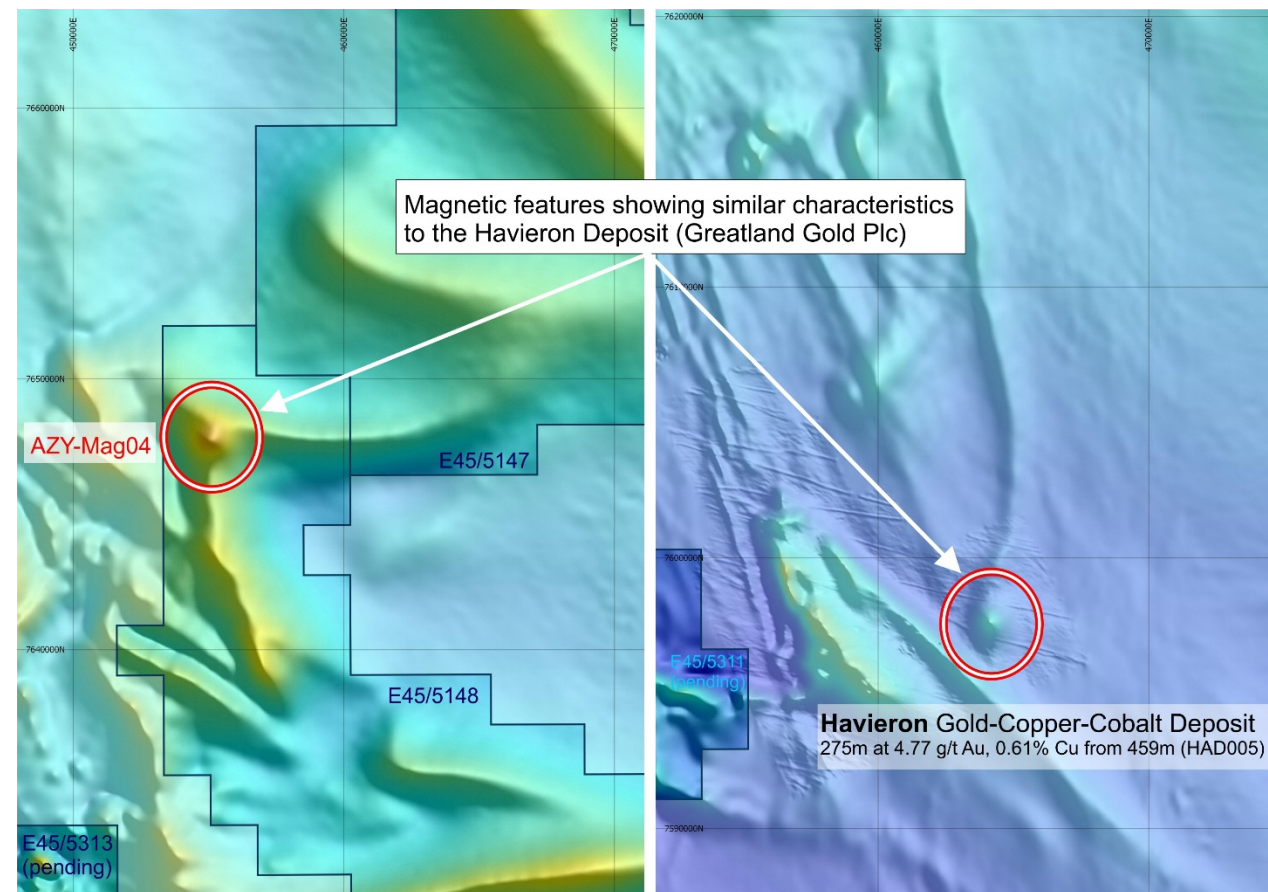 450000E
460000E
470000E
7660000N
7650000N
7640000N
Magnetic features showing similar characteristics
to the Havieron Deposit (Greatland Gold Plc)
AZY-Mag04
E45/5147
E45/5148
E45/5313
(pending)
7620000N
460000E
470000E
7610000N
7600000N
7590000N
E45/5311
(pending)
Havieron Gold-Copper-Cobalt Deposit
275m at 4.77 g/t Au, 0.61% Cu from 459m (HAD005)